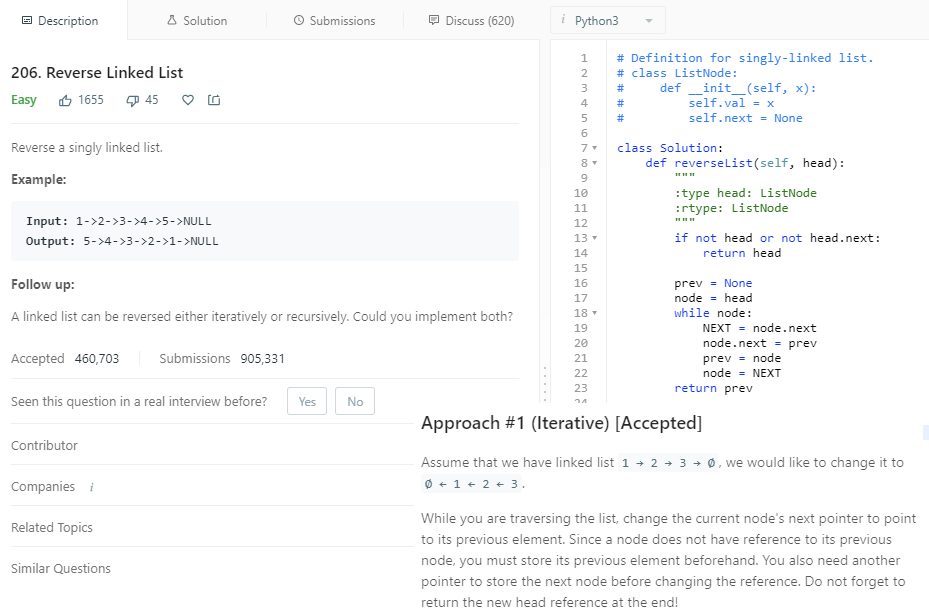 Description
Solution
Submissions
Discuss (620)
i Python3
206. Reverse Linked List
Easy 1655 45
Reverse a singly linked list.
Example:
Input: 1->2->3->4->5->NULL
Output: 5->4->3->2->1->NULL
Follow up:
A linked list can be reversed either iteratively or recursively. Could you implement both?
Accepted 460,703 Submissions 905,331
Seen this question in a real interview before? Yes No
Contributor
Companies i
Related Topics
Similar Questions
1 # Definition for singly-linked list.
2 # class ListNode:
3 #     def __init__(self, x):
4 #         self.val = x
5 #         self.next = None
6
7 class Solution:
8     def reverseList(self, head):
9         """
10         :type head: ListNode
11         :rtype: ListNode
12         """
13         if not head or not head.next:
14             return head
15
16         prev = None
17         node = head
18         while node:
19             NEXT = node.next
20             node.next = prev
21             prev = node
22             node = NEXT
23         return prev
24
Approach #1 (Iterative) [Accepted]
Assume that we have linked list 1 → 2 → 3 → Ø, we would like to change it to
Ø ← 1 ← 2 ← 3.
While you are traversing the list, change the current node's next pointer to point
to its previous element. Since a node does not have reference to its previous
node, you must store its previous element beforehand. You also need another
pointer to store the next node before changing the reference. Do not forget to
return the new head reference at the end!